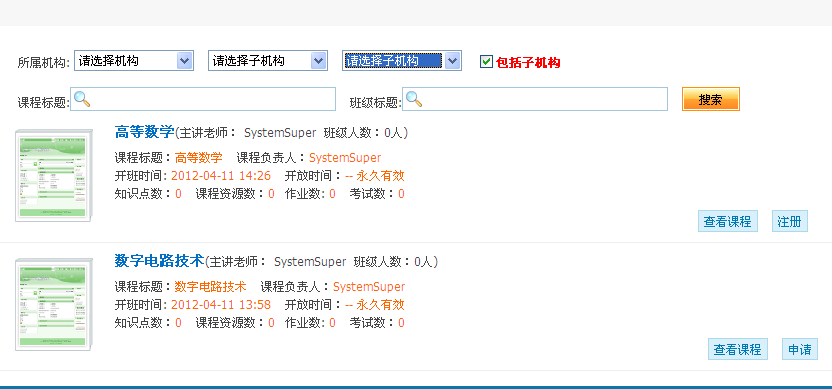 所属机构: 请选择机构 请选择子机构 请选择子机构 包括子机构
课程标题: 班级标题: 搜索
高等数学(主讲老师： SystemSuper 班级人数：0人)
课程标题：高等数学 课程负责人：SystemSuper
开班时间: 2012-04-11 14:26 开放时间：-- 永久有效
知识点数：0 课程资源数：0 作业数: 0 考试数：0
查看课程 注册
数字电路技术(主讲老师： SystemSuper 班级人数：0人)
课程标题：数字电路技术 课程负责人：SystemSuper
开班时间: 2012-04-11 13:58 开放时间：-- 永久有效
知识点数：0 课程资源数：0 作业数: 0 考试数：0
查看课程 申请